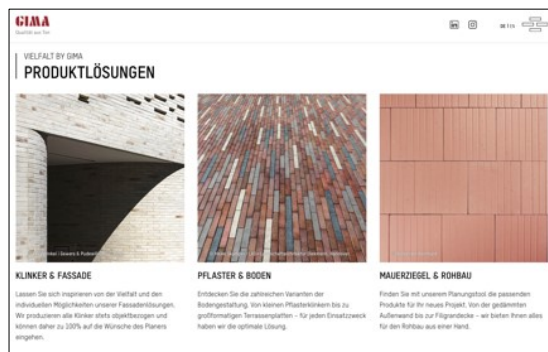 GIMA
Qualität aus Ton
DE | EN
VIELFALT BY GIMA
PRODUKTLÖSUNGEN
KLINKER & FASSADE
Lassen Sie sich inspirieren von der Vielfalt und den
individuellen Möglichkeiten unserer Fassadenlösungen.
Wir produzieren alle Klinker stets objektbezogen und
können daher zu 100% auf die Wünsche des Planers
eingehen.
PFLASTER & BODEN
Entdecken Sie die zahlreichen Varianten der
Bodengestaltung. Von kleinen Pflasterklinkern bis zu
großformatigen Terrassenplatten – für jeden Einsatzzweck
haben wir die optimale Lösung.
MAUERZIEGEL & ROHBAU
Finden Sie mit unserem Planungstool die passenden
Produkte für Ihr neues Projekt. Von der gedämmten
Außenwand bis zur Filigrandecke – wir bieten Ihnen alles
für den Rohbau aus einer Hand.